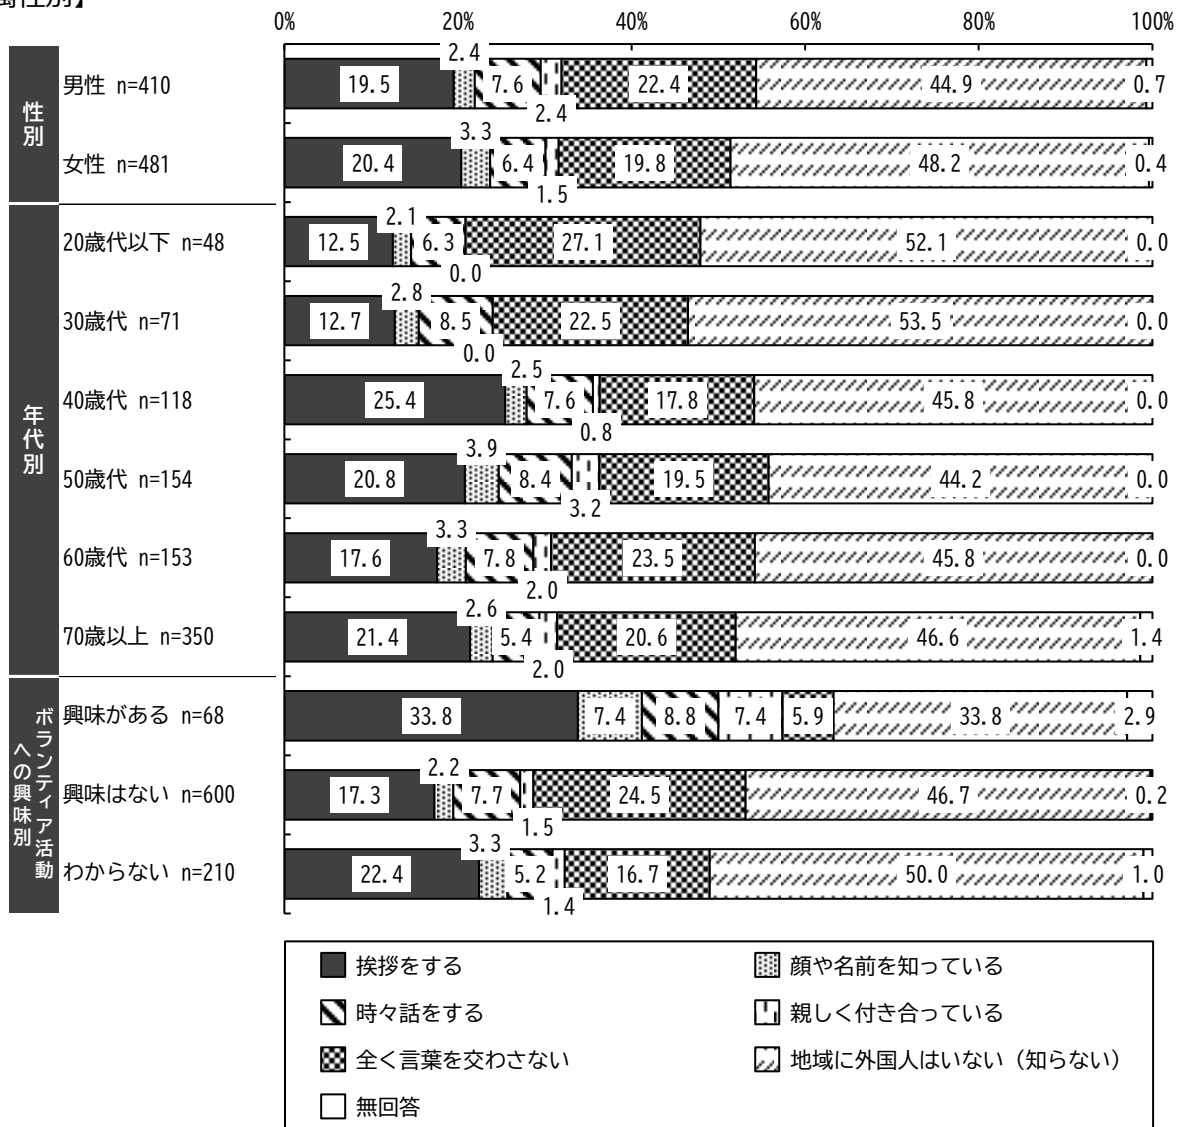 属性別】
0% 20% 40% 60% 80% 100%
性別
男性 n=410 19.5 2.4 7.6 2.4 22.4 44.9 0.7
女性 n=481 20.4 3.3 6.4 1.5 19.8 48.2 0.4
年代別
20歳代以下 n=48 12.5 2.1 6.3 0.0 27.1 52.1 0.0
30歳代 n=71 12.7 2.8 8.5 0.0 22.5 53.5 0.0
40歳代 n=118 25.4 2.5 7.6 0.8 17.8 45.8 0.0
50歳代 n=154 20.8 3.9 8.4 3.2 19.5 44.2 0.0
60歳代 n=153 17.6 3.3 7.8 2.0 23.5 45.8 0.0
70歳以上 n=350 21.4 2.6 5.4 2.0 20.6 46.6 1.4
ボランティア活動
への興味別
興味がある n=68 33.8 7.4 8.8 7.4 5.9 33.8 2.9
興味はない n=600 17.3 2.2 7.7 1.5 24.5 46.7 0.2
わからない n=210 22.4 3.3 5.2 1.4 16.7 50.0 1.0
挨拶をする 顔や名前を知っている
時々話をする 親しく付き合っている
全く言葉を交わさない 地域に外国人はいない（知らない）
無回答